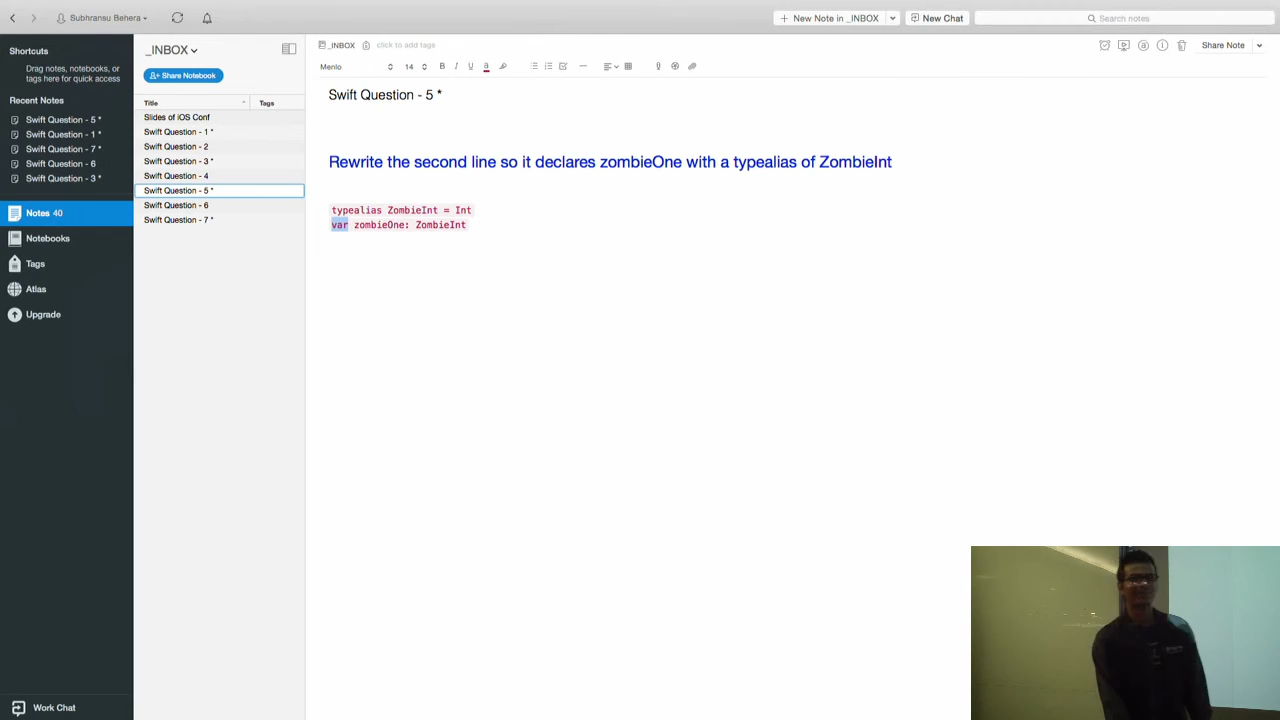 Subhransu Behera
New Note in _INBOX
New Chat
Search notes
Shortcuts
Drag notes, notebooks, or
tags here for quick access
Recent Notes
Swift Question - 5 *
Swift Question - 1 *
Swift Question - 7 *
Swift Question - 6
Swift Question - 3 *
Notes 40
Notebooks
Tags
Atlas
Upgrade
Work Chat
_INBOX
Share Notebook
Title Tags
Slides of iOS Conf
Swift Question - 1 *
Swift Question - 2
Swift Question - 3 *
Swift Question - 4
Swift Question - 5 *
Swift Question - 6
Swift Question - 7 *
_INBOX click to add tags
Share Note
Menlo 14 B I U a
Swift Question - 5 *
Rewrite the second line so it declares zombieOne with a typealias of ZombieInt
typealias ZombieInt = Int
var zombieOne: ZombieInt